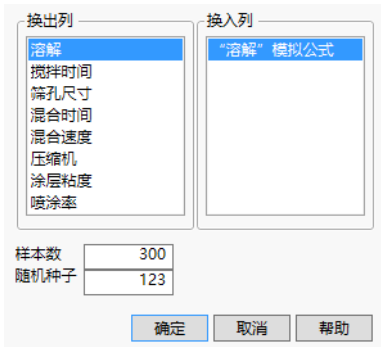 换出列
溶解
搅拌时间
筛孔尺寸
混合时间
混合速度
压缩机
涂层粘度
喷涂率
换入列
“溶解”模拟公式
样本数 300
随机种子 123
确定 取消 帮助